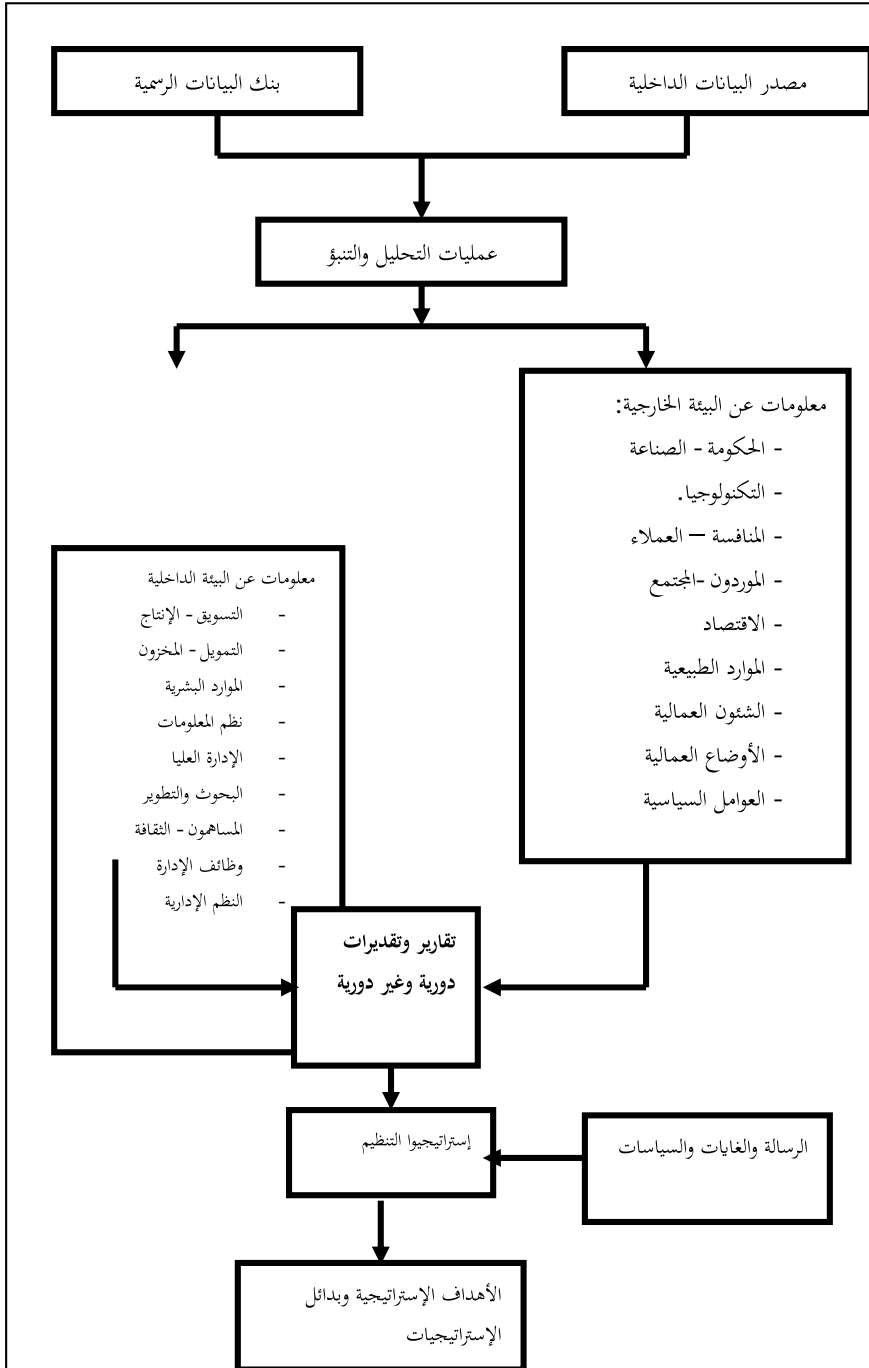 مصدر البيانات الداخلية
بنك البيانات الرسمية
عمليات التحليل والتنبؤ
معلومات عن البيئة الخارجية:
- الحكومة - الصناعة
- التكنولوجيا.
- المنافسة – العملاء
- الموردون -المجتمع
- الاقتصاد
- الموارد الطبيعية
- الشئون العمالية
- الأوضاع العمالية
- العوامل السياسية
معلومات عن البيئة الداخلية
- التسويق - الإنتاج
- التمويل - المخزون
- الموارد البشرية
- نظم المعلومات
- الإدارة العليا
- البحوث والتطوير
- المساهمون - الثقافة
- وظائف الإدارة
- النظم الإدارية
تقارير وتقديرات
دورية وغير دورية
إستراتيجيوا التنظيم
الرسالة والغايات والسياسات
الأهداف الإستراتيجية وبدائل
الإستراتيجيات